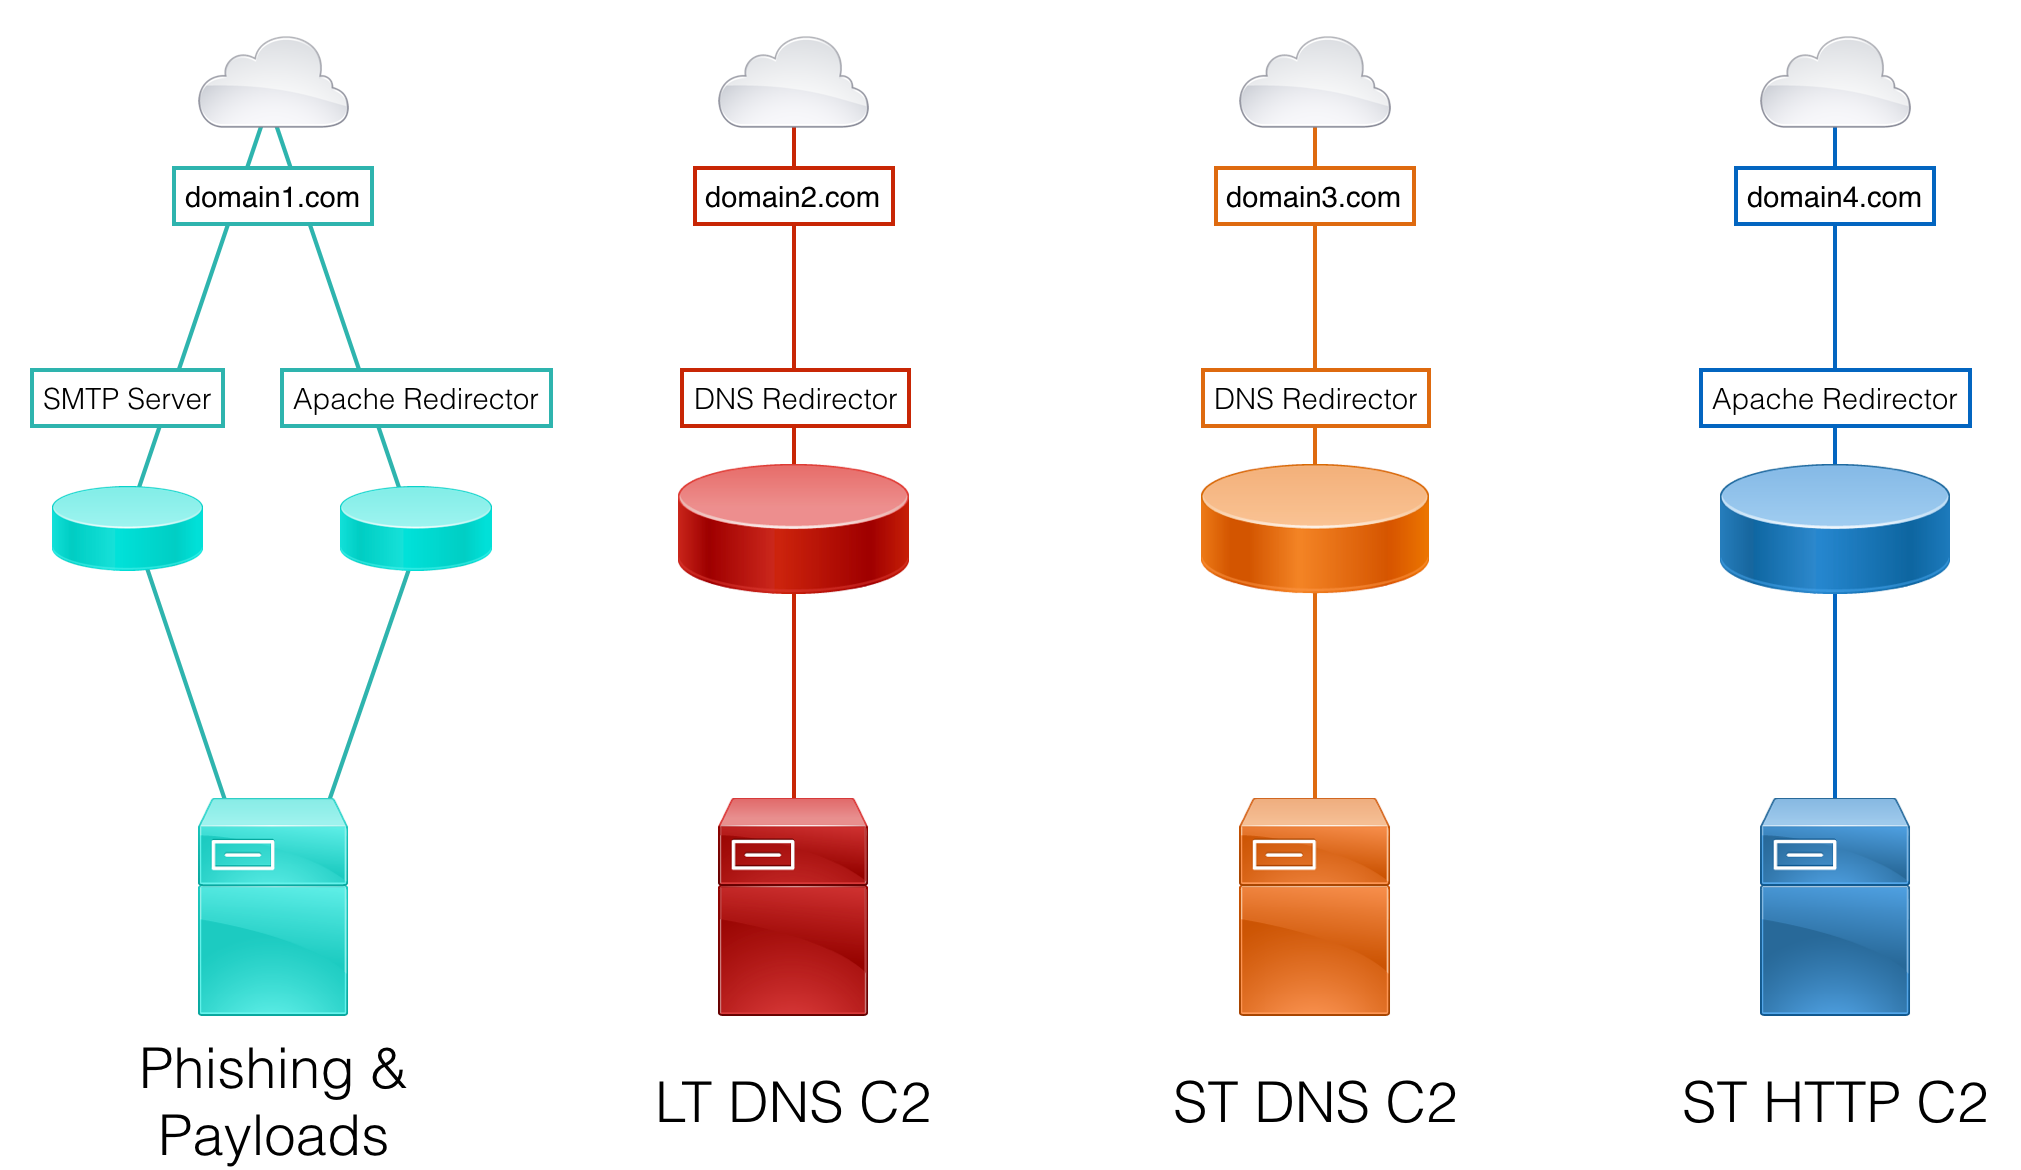 domain1.com
domain2.com
domain3.com
domain4.com
SMTP Server
Apache Redirector
DNS Redirector
DNS Redirector
Apache Redirector
Phishing &
Payloads
LT DNS C2
ST DNS C2
ST HTTP C2